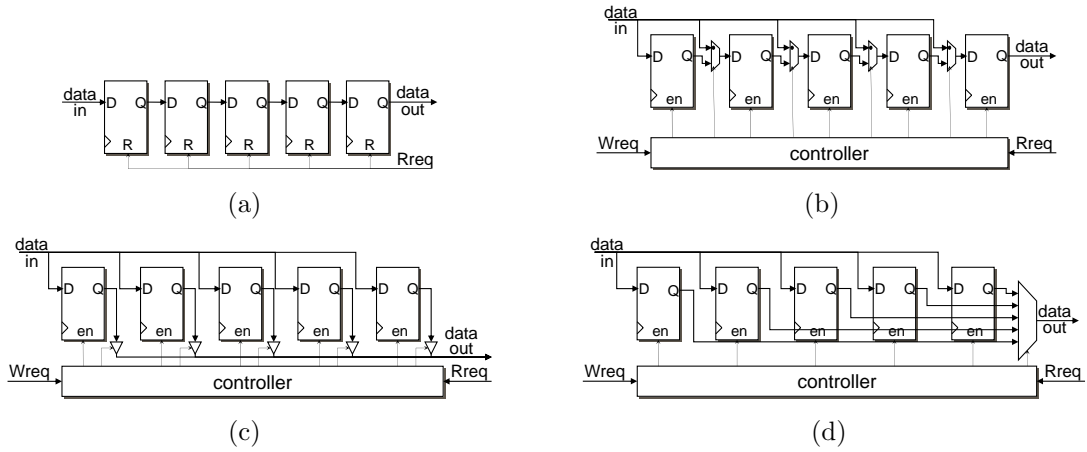 data in D Q D Q D Q D Q D Q data out
R R R R R Rreq
(a)
data in D Q D Q D Q D Q D Q data out
en en en en en
Wreq controller Rreq
(b)
data in
D Q D Q D Q D Q D Q
en en en en en data out
Wreq controller Rreq
(c)
data in
D Q D Q D Q D Q D Q
en en en en en data out
Wreq controller Rreq
(d)